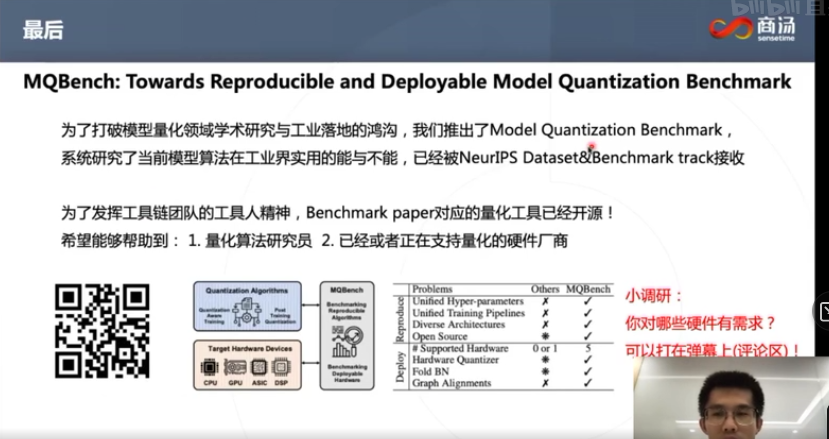 最后
bilibili
商汤
sensetime
MQBench: Towards Reproducible and Deployable Model Quantization Benchmark
为了打破模型量化领域学术研究与工业落地的鸿沟，我们推出了Model Quantization Benchmark，
系统研究了当前模型算法在工业界实用的能与不能，已经被NeurIPS Dataset&Benchmark track接收
为了发挥工具链团队的工具人精神，Benchmark paper对应的量化工具已经开源！
希望能够帮助到： 1. 量化算法研究员 2. 已经或者正在支持量化的硬件厂商
Quantization Algorithms
Quantization Aware Training
Post Training Quantization
Target Hardware Devices
CPU GPU ASIC DSP
MQBench
Benchmarking Reproducible Algorithms
Benchmarking Deployable Hardware
Problems Others MQBench
Reproduce
Unified Hyper-parameters ✗ ✓
Unified Training Pipelines ✗ ✓
Diverse Architectures ✗ ✓
Open Source ❋ ✓
Deploy
# Supported Hardware 0 or 1 5
Hardware Quantizer ❋ ✓
Fold BN ❋ ✓
Graph Alignments ✗ ✓
小调研：
你对哪些硬件有需求？
可以打在弹幕上(评论区)！